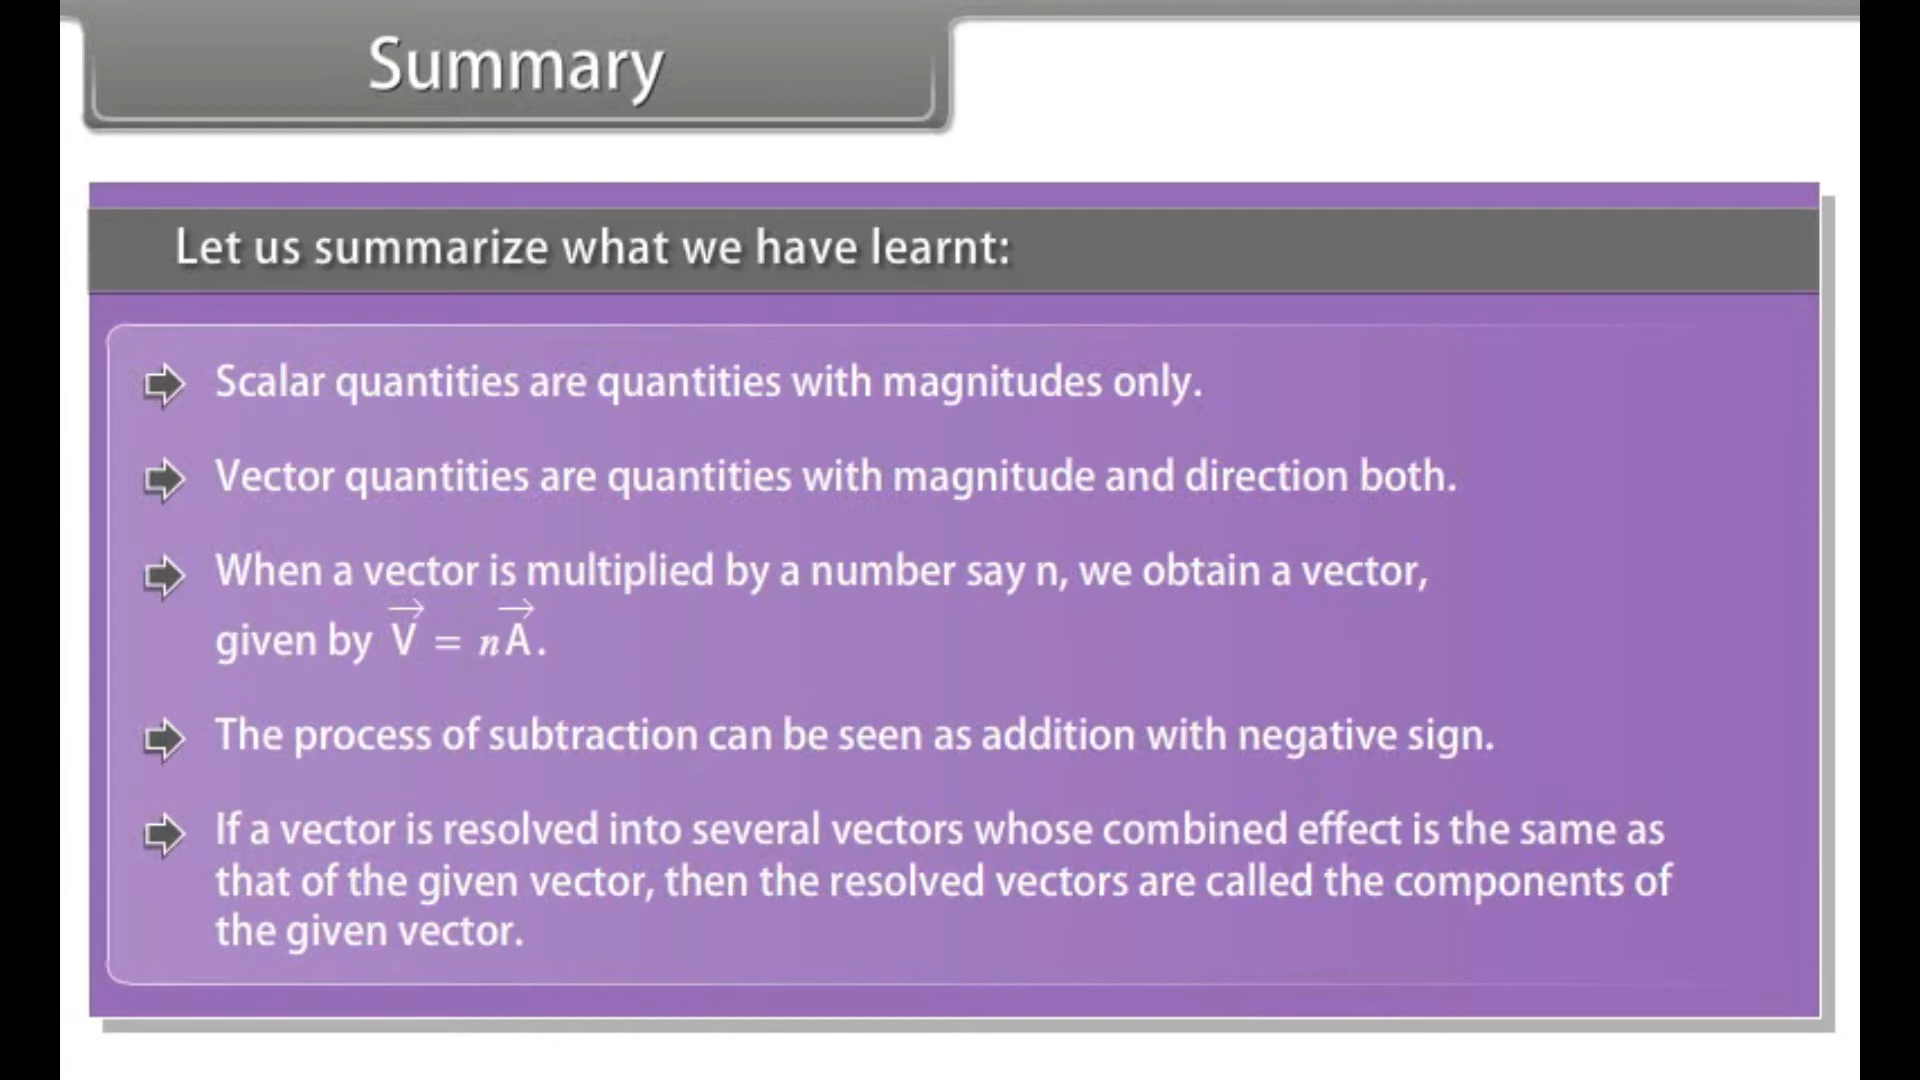 Summary
Let us summarize what we have learnt:
Scalar quantities are quantities with magnitudes only.
Vector quantities are quantities with magnitude and direction both.
When a vector is multiplied by a number say n, we obtain a vector,
given by V⃗ = nA⃗.
The process of subtraction can be seen as addition with negative sign.
If a vector is resolved into several vectors whose combined effect is the same as
that of the given vector, then the resolved vectors are called the components of
the given vector.